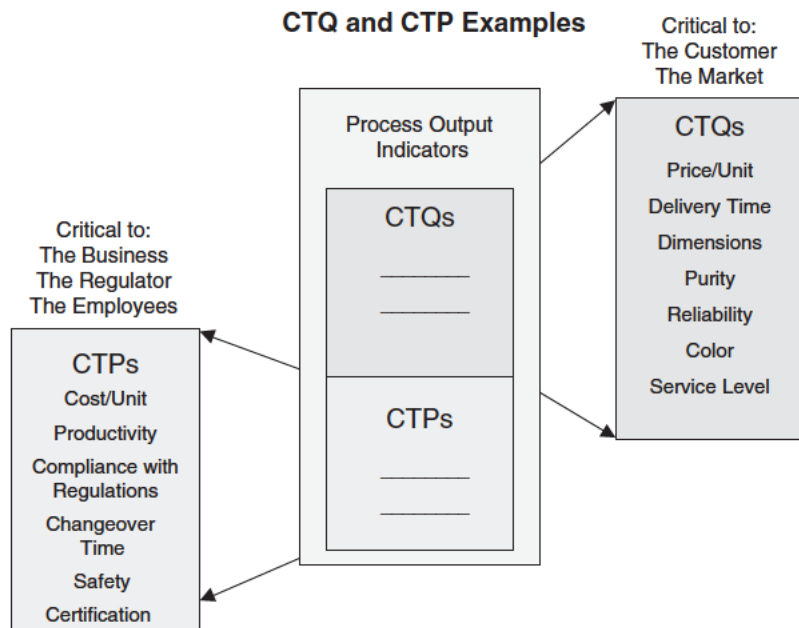 CTQ and CTP Examples
Critical to:
The Customer
The Market
Process Output
Indicators
CTQs
CTPs
Critical to:
The Business
The Regulator
The Employees
CTPs
Cost/Unit
Productivity
Compliance with
Regulations
Changeover
Time
Safety
Certification
CTQs
Price/Unit
Delivery Time
Dimensions
Purity
Reliability
Color
Service Level